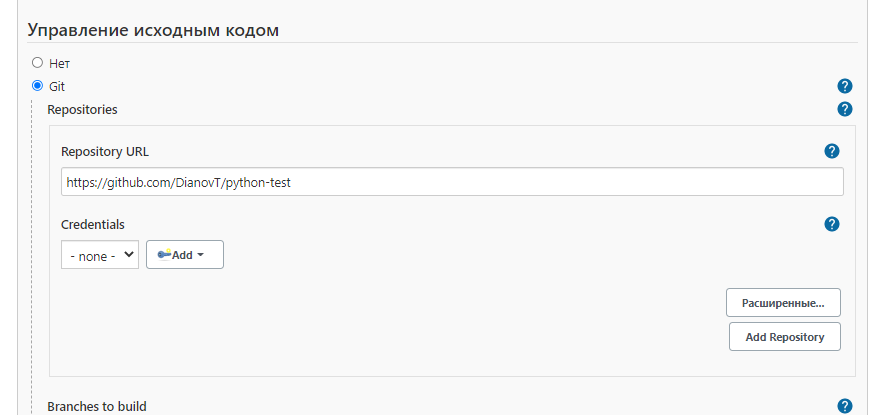 Управление исходным кодом
Нет
Git
?
Repositories
?
Repository URL
?
https://github.com/DianovT/python-test
Credentials
?
- none -
Add
Расширенные...
Add Repository
Branches to build
?